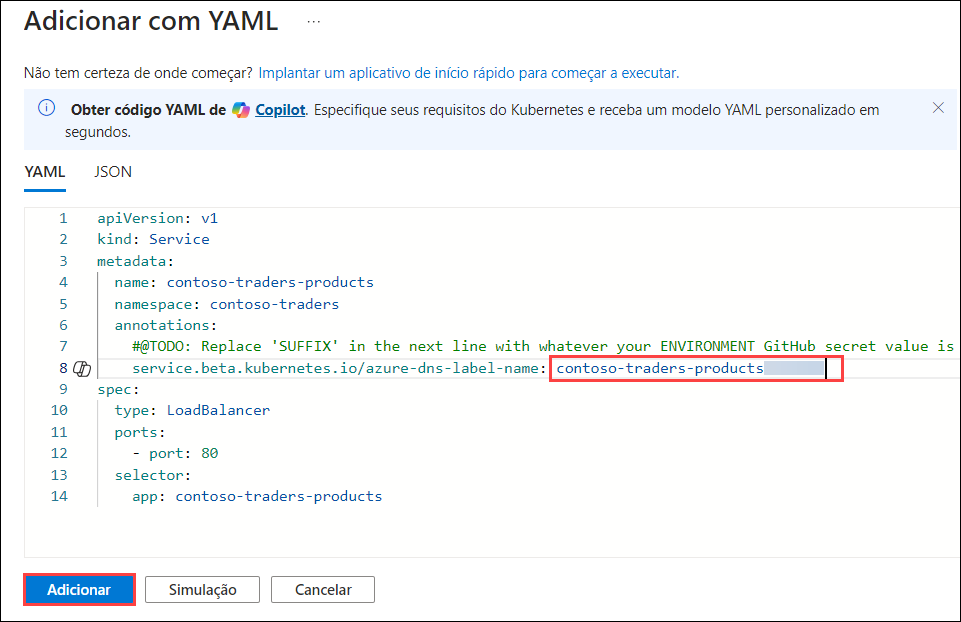 Adicionar com YAML ...
Não tem certeza de onde começar? Implantar um aplicativo de início rápido para começar a executar.
Obter código YAML de Copilot. Especifique seus requisitos do Kubernetes e receba um modelo YAML personalizado em
segundos.
YAML JSON
1 apiVersion: v1
2 kind: Service
3 metadata:
4 name: contoso-traders-products
5 namespace: contoso-traders
6 annotations:
7 #@TODO: Replace 'SUFFIX' in the next line with whatever your ENVIRONMENT GitHub secret value is
8 service.beta.kubernetes.io/azure-dns-label-name: contoso-traders-products
9 spec:
10 type: LoadBalancer
11 ports:
12 - port: 80
13 selector:
14 app: contoso-traders-products
Adicionar Simulação Cancelar